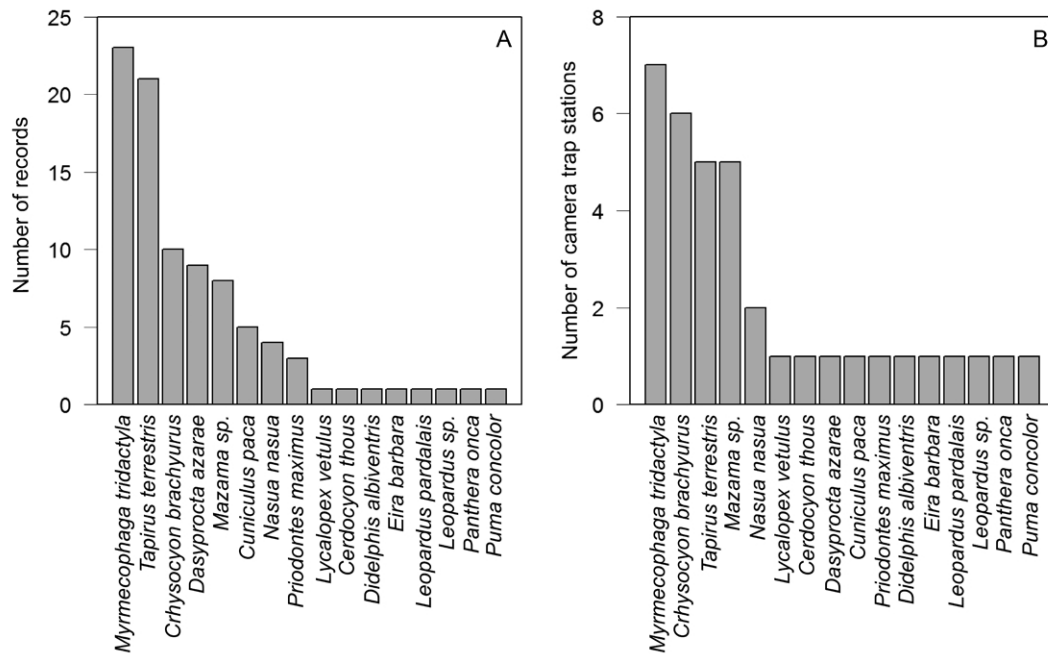 A
Number of records
25
20
15
10
5
0
Myrmecophaga tridactyla
Tapirus terrestris
Crhysocyon brachyurus
Dasyprocta azarae
Mazama sp.
Cuniculus paca
Nasua nasua
Priodontes maximus
Lycalopex vetulus
Cerdocyon thous
Didelphis albiventris
Eira barbara
Leopardus pardalais
Leopardus sp.
Panthera onca
Puma concolor
B
Number of camera trap stations
8
6
4
2
0
Myrmecophaga tridactyla
Crhysocyon brachyurus
Tapirus terrestris
Mazama sp.
Nasua nasua
Lycalopex vetulus
Cerdocyon thous
Dasyprocta azarae
Cuniculus paca
Priodontes maximus
Didelphis albiventris
Eira barbara
Leopardus pardalais
Leopardus sp.
Panthera onca
Puma concolor